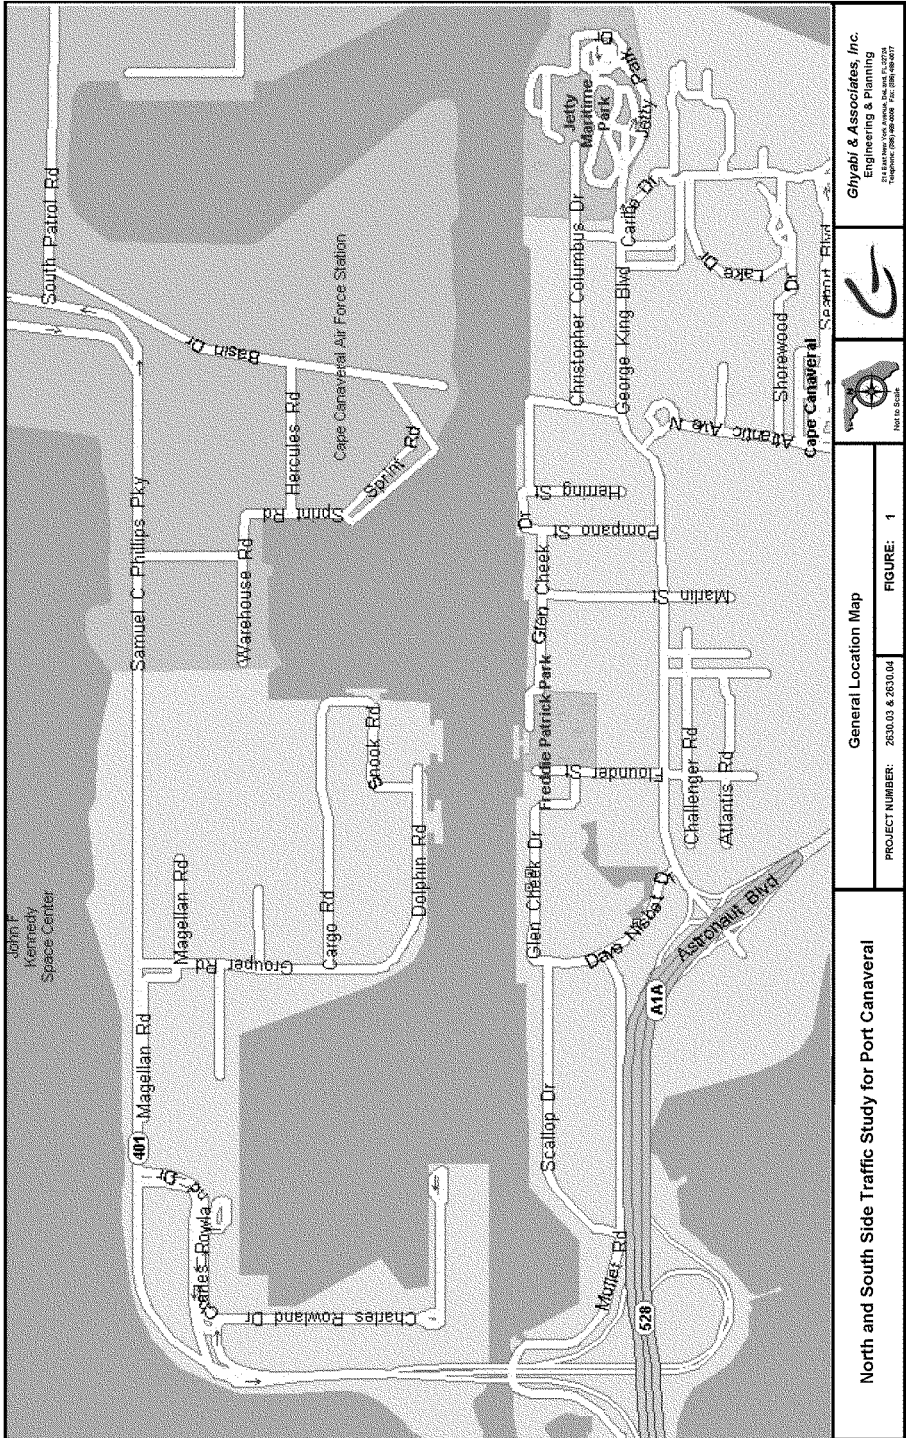 John F
Kennedy
Space Center
South Patrol Rd
Samuel C Phillips Pky
Basin Dr
Cape Canaveral Air Force Station
Hercules Rd
Sprint Rd
Sprint Rd
Warehouse Rd
401
Magellan Rd
Magellan Rd
Grouper Rd
Cargo Rd
Snook Rd
Dolphin Rd
Charles Rowland Dr
Jetty
Maritime
Park
Jetty Park Dr
Christopher Columbus Dr
George King Blvd
Caribe Dr
Lake Dr
Shorewood Dr
Seaport Blvd
Cape Canaveral
Atlantic Ave N
Herring St
Pompano St
Marlin St
Glen Cheek Dr
Freddie Patrick Park
Flounder St
Challenger Rd
Atlantis Rd
Glen Cheek Dr
Dave Nisbet D
Astronaut Blvd
A1A
Scallop Dr
Mullet Rd
528
North and South Side Traffic Study for Port Canaveral
General Location Map
PROJECT NUMBER: 2630.03 & 2630.04
FIGURE: 1
Not to Scale
Ghyabi & Associates, Inc.
Engineering & Planning